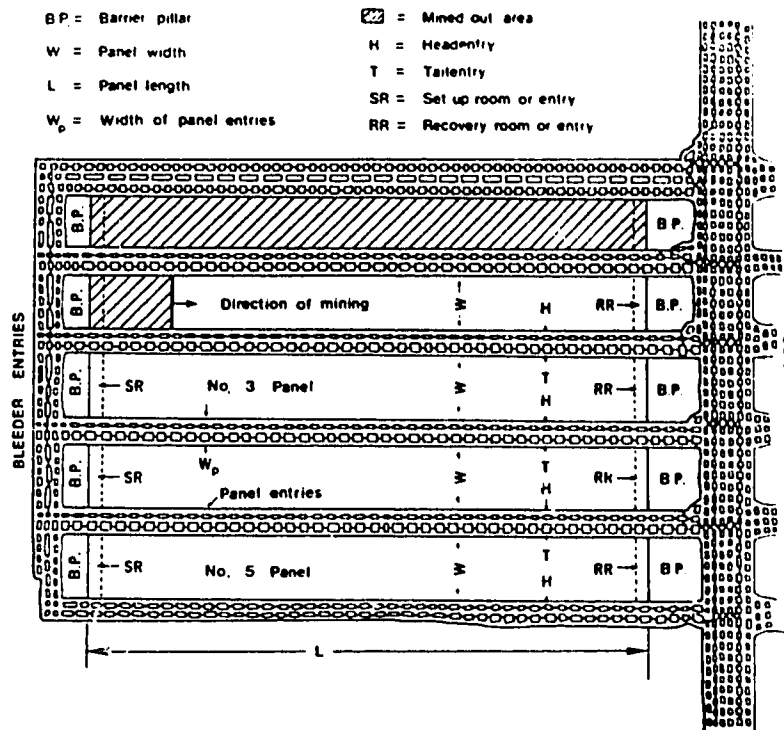 B.P. = Barrier pillar
W = Panel width
L = Panel length
Wp = Width of panel entries
= Mined out area
H = Headentry
T = Tailentry
SR = Set up room or entry
RR = Recovery room or entry
B.P. B.P.
B.P. Direction of mining W H RR B.P.
BLEEDER ENTRIES
B.P. SR No. 3 Panel W T H RR B.P.
B.P. SR Wp Panel entries W T H RR B.P.
B.P. SR No. 5 Panel W T H RR B.P.
L